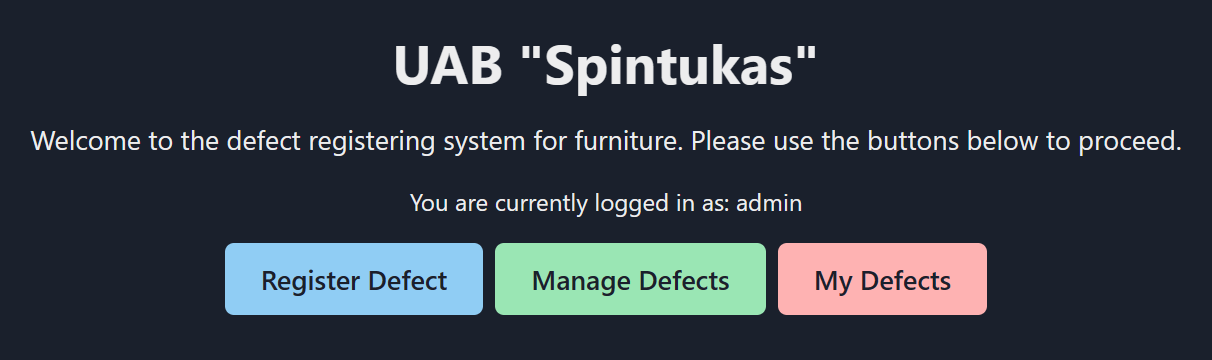 UAB "Spintukas"
Welcome to the defect registering system for furniture. Please use the buttons below to proceed.
You are currently logged in as: admin
Register Defect
Manage Defects
My Defects